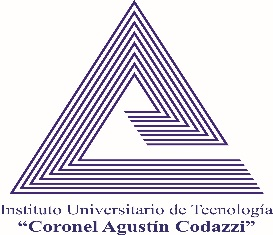 Instituto Universitario de Tecnología
“Coronel Agustín Codazzi”